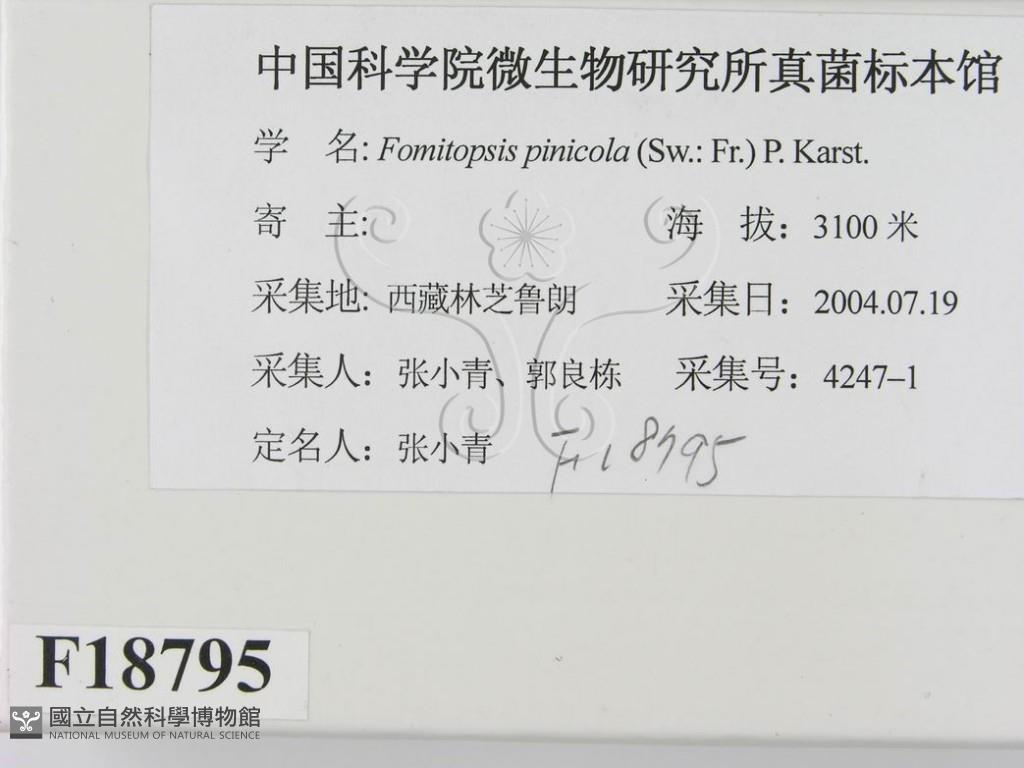 中国科学院微生物研究所真菌标本馆
学 名: Fomitopsis pinicola (Sw.: Fr.) P. Karst.
寄 主: 海 拔：3100 米
采集地: 西藏林芝鲁朗 采集日：2004.07.19
采集人：张小青、郭良栋 采集号：4247–1
定名人：张小青 F18795
F18795
國立自然科學博物館
NATIONAL MUSEUM OF NATURAL SCIENCE